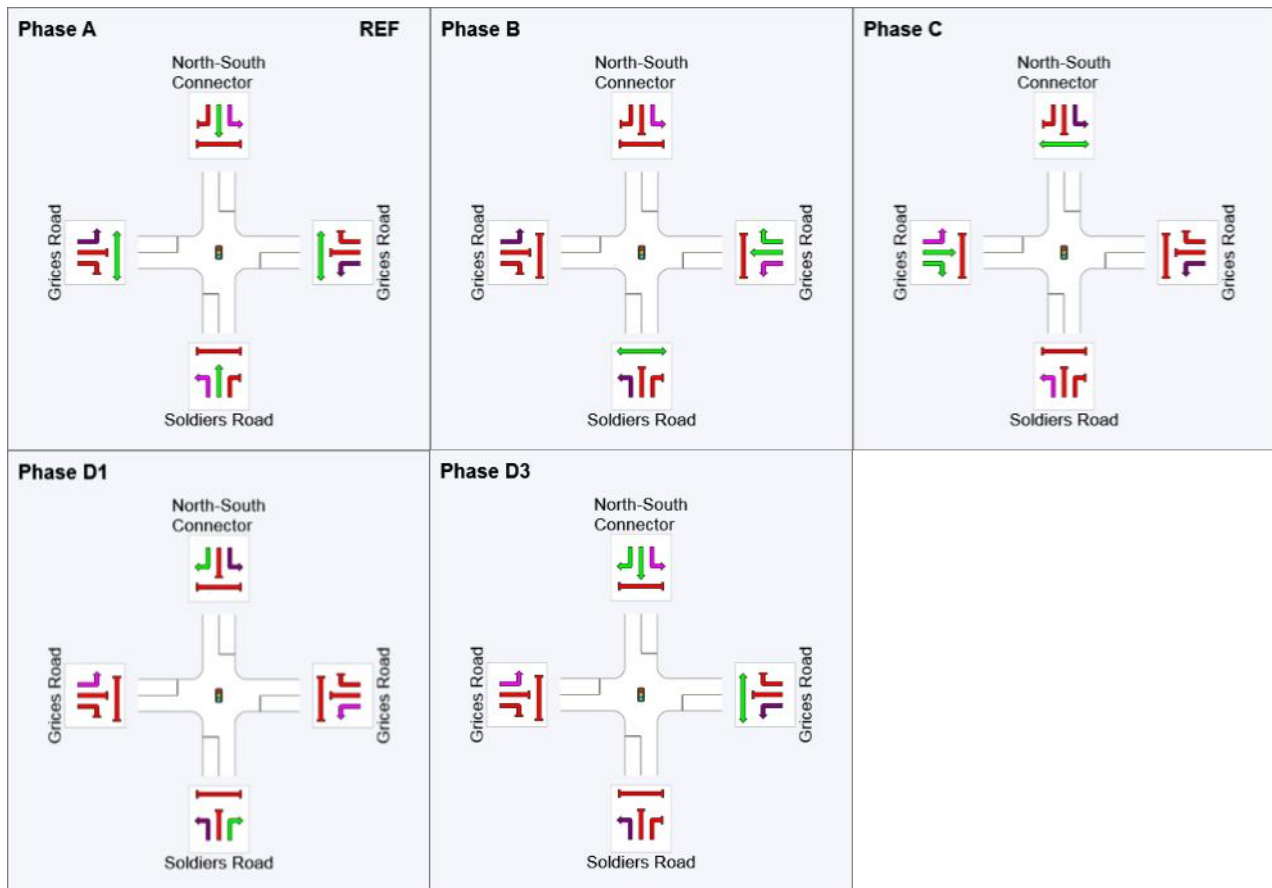 Phase A REF
North-South
Connector
Grices Road
Grices Road
Soldiers Road
Phase B
North-South
Connector
Grices Road
Grices Road
Soldiers Road
Phase C
North-South
Connector
Grices Road
Grices Road
Soldiers Road
Phase D1
North-South
Connector
Grices Road
Grices Road
Soldiers Road
Phase D3
North-South
Connector
Grices Road
Grices Road
Soldiers Road